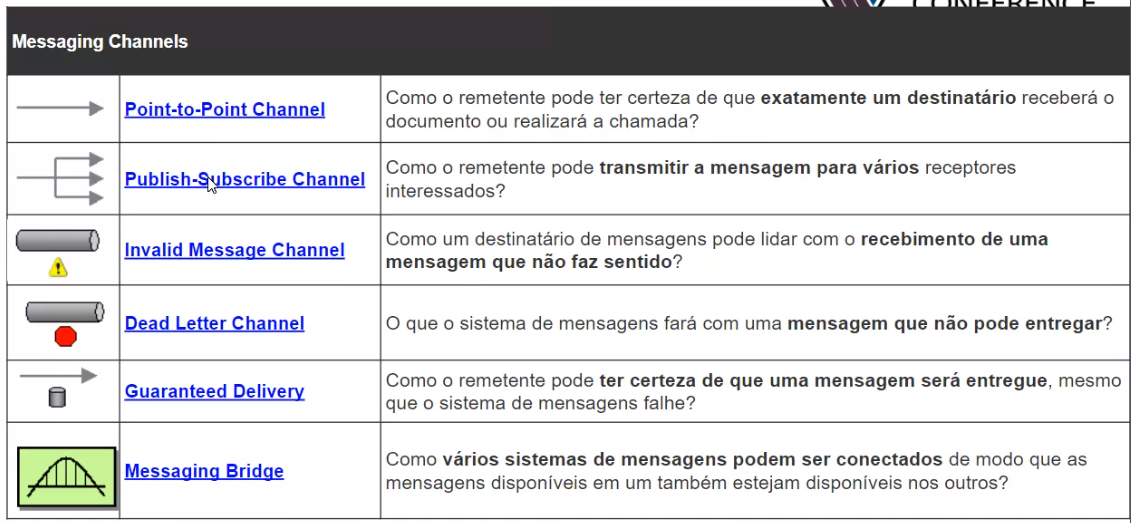 CONFERENCE
Messaging Channels
Point-to-Point Channel
Como o remetente pode ter certeza de que exatamente um destinatário receberá o
documento ou realizará a chamada?
Publish-Subscribe Channel
Como o remetente pode transmitir a mensagem para vários receptores
interessados?
Invalid Message Channel
Como um destinatário de mensagens pode lidar com o recebimento de uma
mensagem que não faz sentido?
Dead Letter Channel
O que o sistema de mensagens fará com uma mensagem que não pode entregar?
Guaranteed Delivery
Como o remetente pode ter certeza de que uma mensagem será entregue, mesmo
que o sistema de mensagens falhe?
Messaging Bridge
Como vários sistemas de mensagens podem ser conectados de modo que as
mensagens disponíveis em um também estejam disponíveis nos outros?